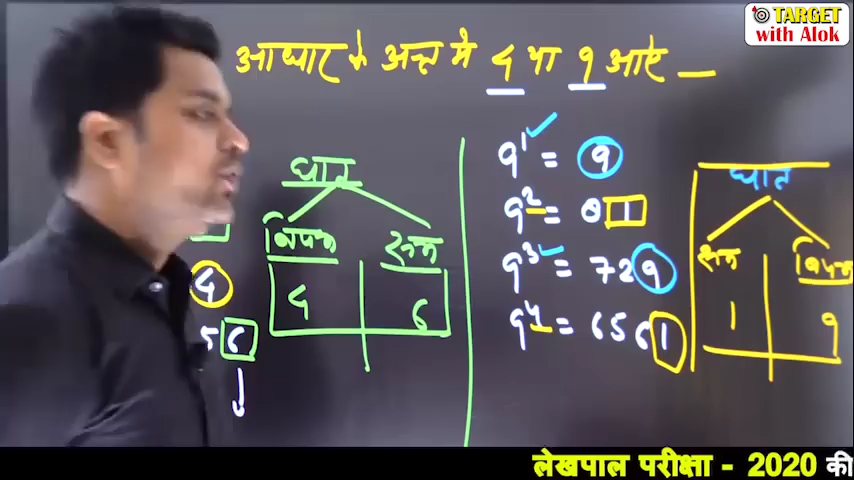 TARGET
with Alok
आधार के अन्त मे 4 या 9 आए _
घात
विषम सम
4 6
4
56
9¹ = 9
9² = 81
9³ = 729
9⁴ = 6561
घात
सम विषम
1 9
लेखपाल परीक्षा - 2020 की